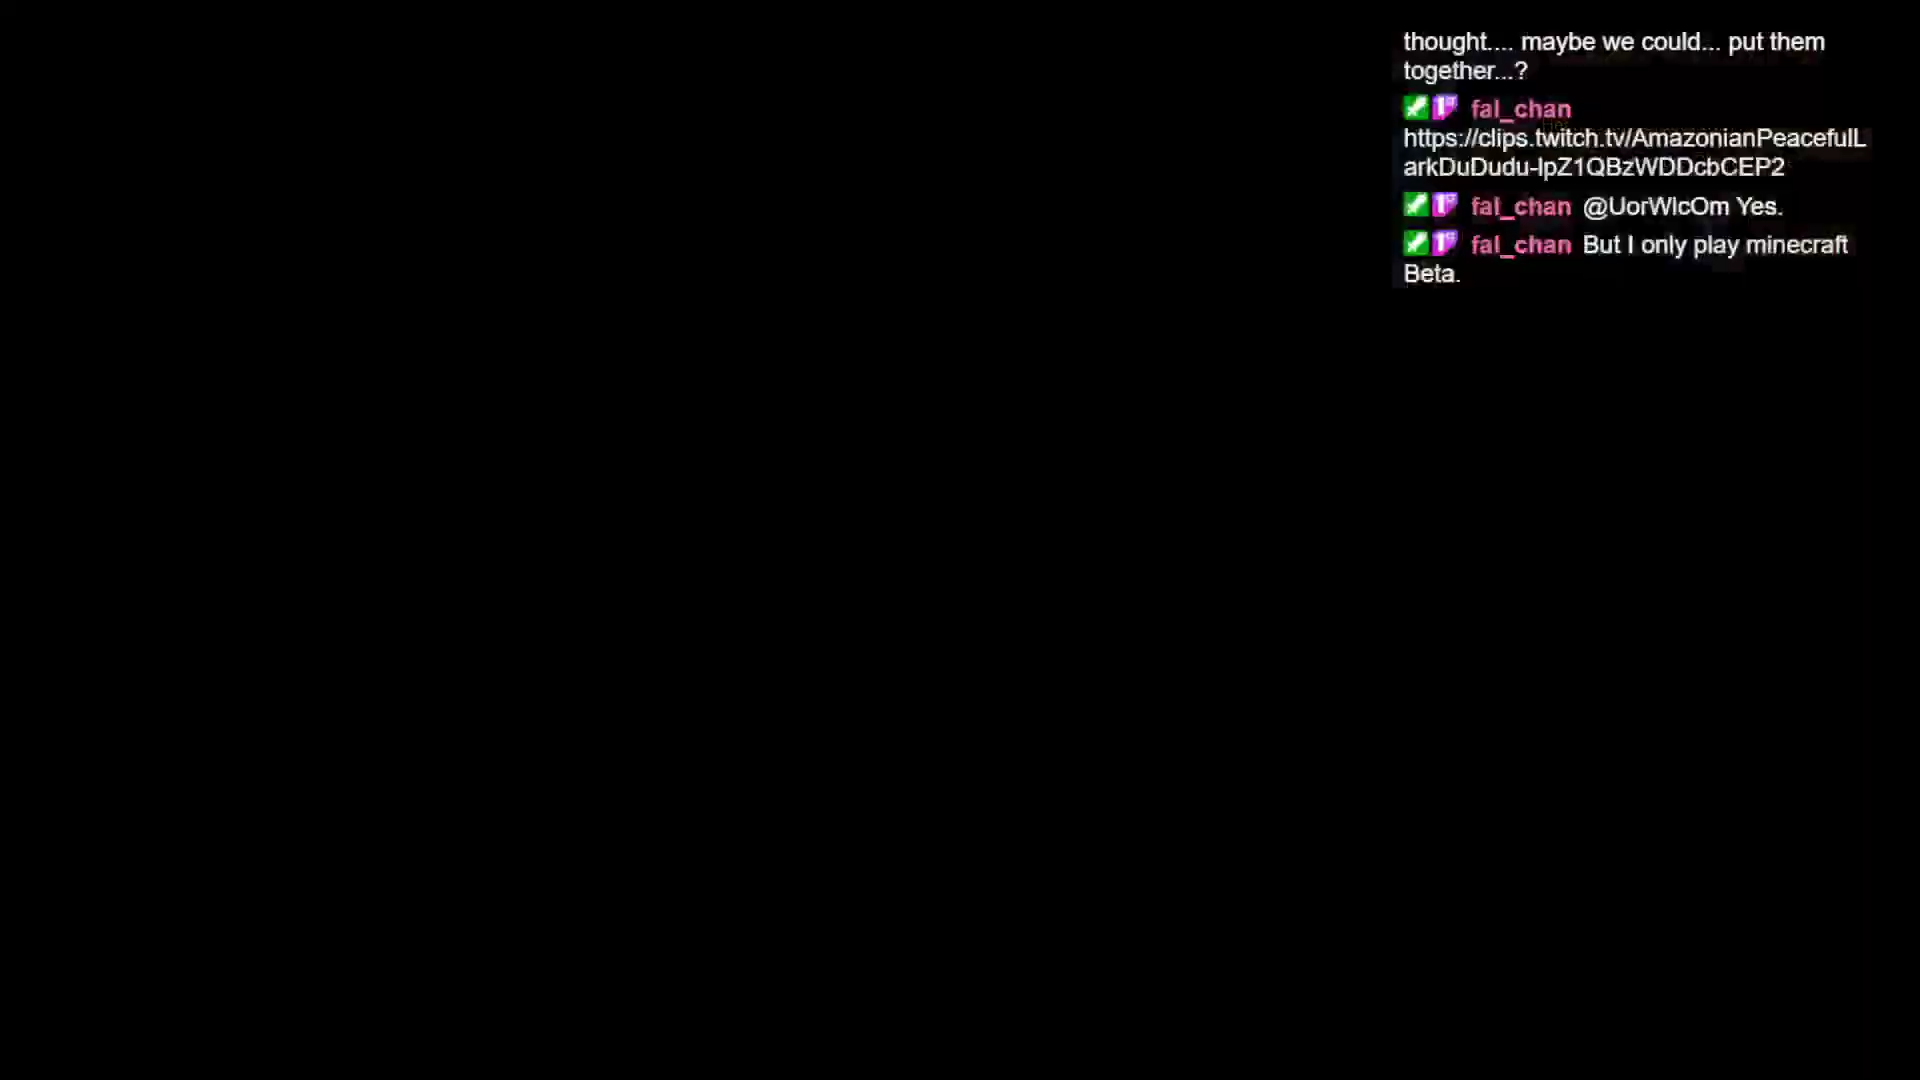 thought.... maybe we could... put them
together...?
fal_chan
https://clips.twitch.tv/AmazonianPeacefulL
arkDuDudu-lpZ1QBzWDDcbCEP2
fal_chan @UorWlcOm Yes.
fal_chan But I only play minecraft
Beta.